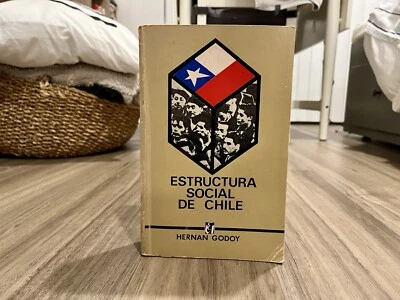 ESTRUCTURA
SOCIAL
DE CHILE
HERNAN GODOY